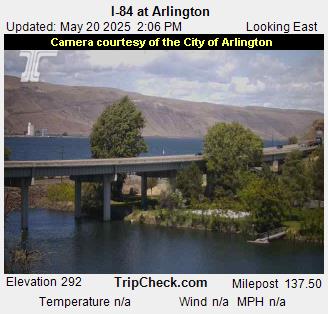 I-84 at Arlington
Updated: May 20 2025 2:06 PM Looking East
Camera courtesy of the City of Arlington
Elevation 292 TripCheck.com Milepost 137.50
Temperature n/a Wind n/a MPH n/a